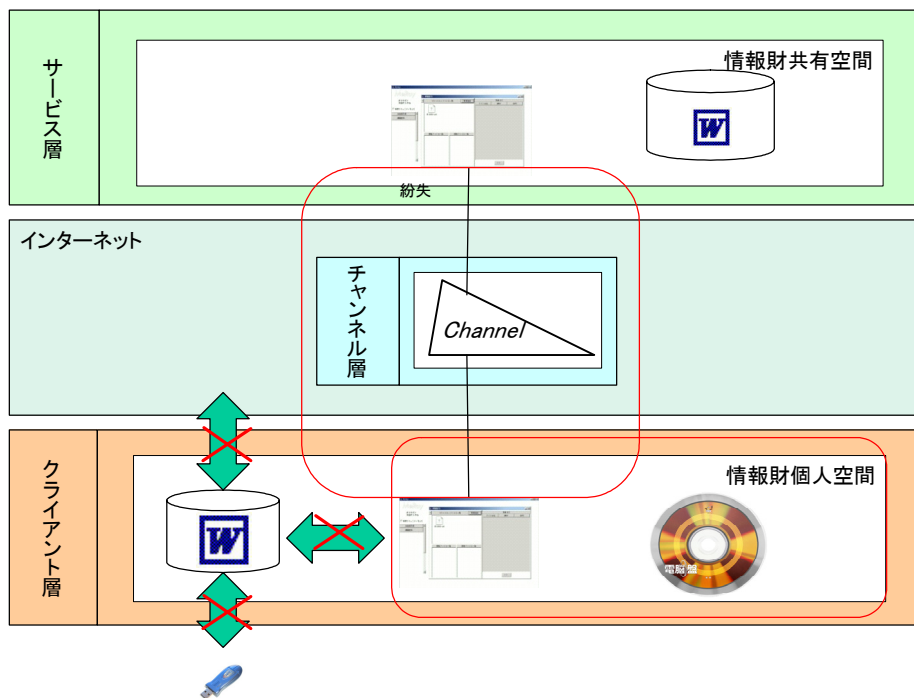 サービス層
情報財共有空間
W
紛失
インターネット
チャンネル層
Channel
クライアント層
情報財個人空間
W
電脳盤